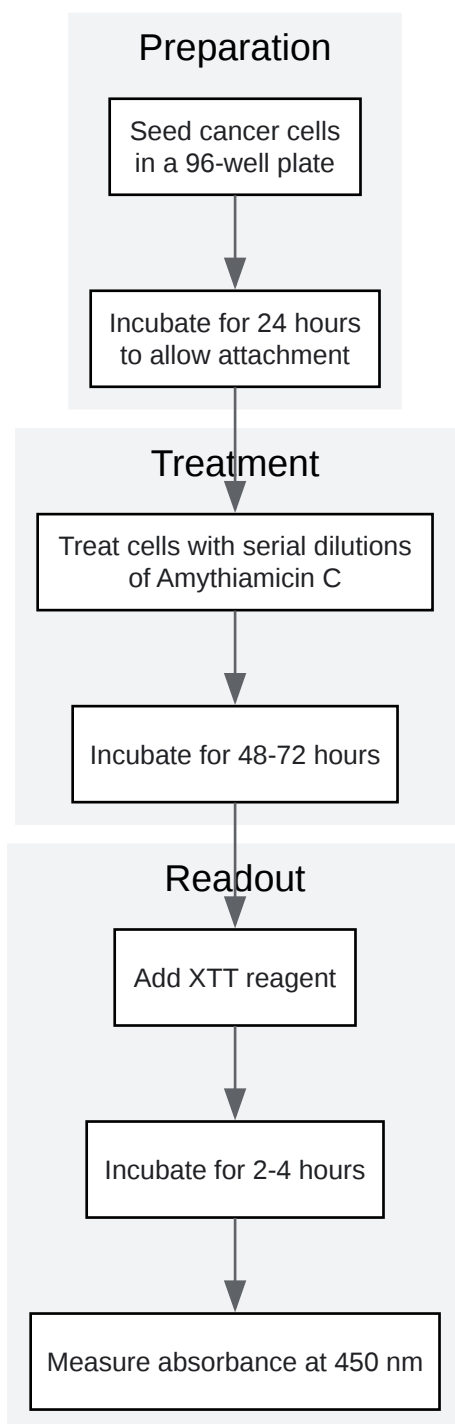 Preparation
Seed cancer cells
in a 96-well plate
Incubate for 24 hours
to allow attachment
Treatment
Treat cells with serial dilutions
of Amythiamicin C
Incubate for 48-72 hours
Readout
Add XTT reagent
Incubate for 2-4 hours
Measure absorbance at 450 nm